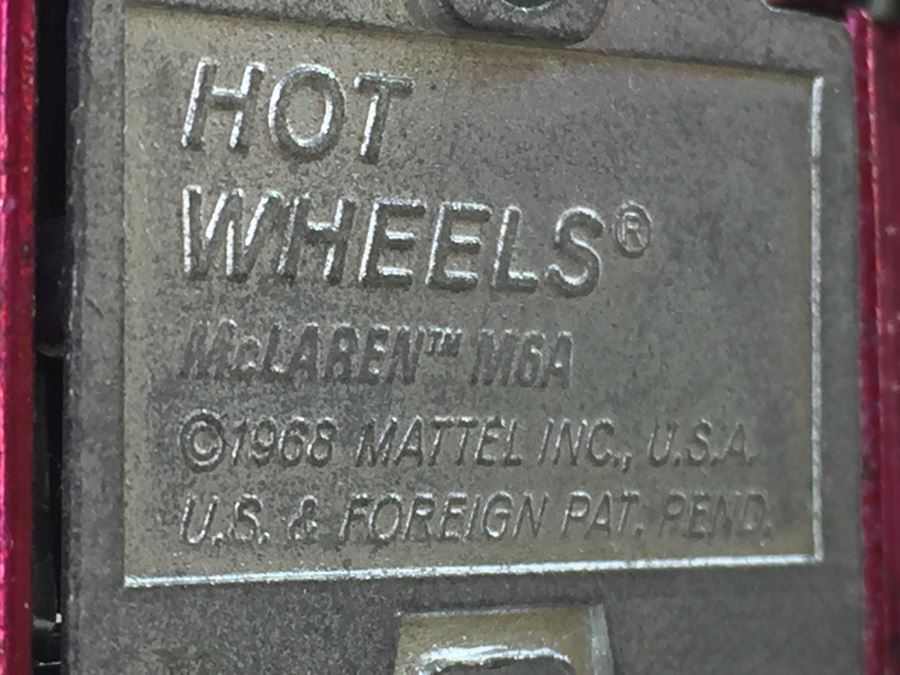 HOT
WHEELS®
McLAREN™ M6A
©1968 MATTEL INC., U.S.A.
U.S. & FOREIGN PAT. PEND.